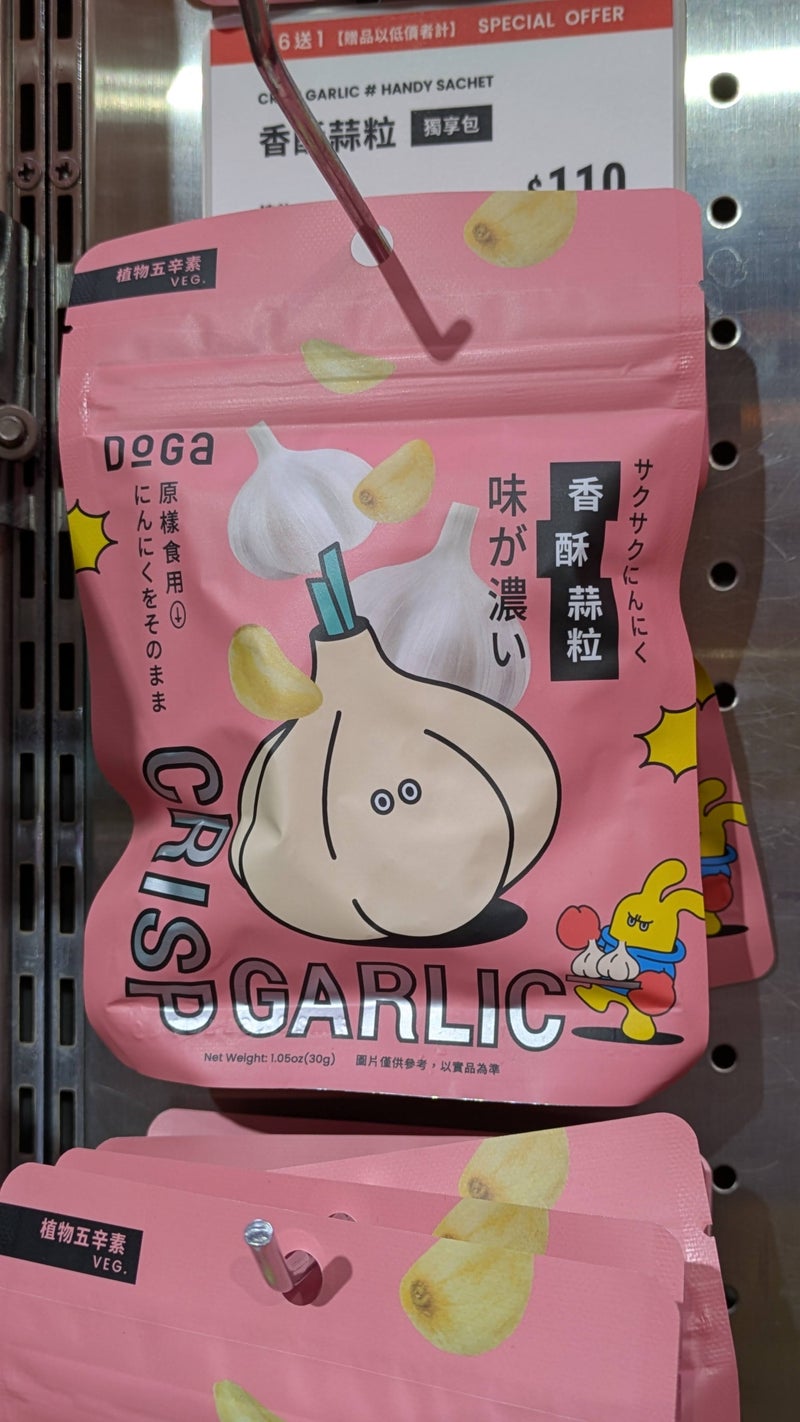 6送1【贈品以低價者計】 SPECIAL OFFER
GARLIC # HANDY SACHET
香酥蒜粒 獨享包
$110
植物五辛素
VEG.
DOGa
原樣食用
にんにくをそのまま
サクサクにんにく
香酥蒜粒
味が濃い
CRISP GARLIC
Net Weight: 1.05oz(30g) 圖片僅供參考，以實品為準
植物五辛素
VEG.